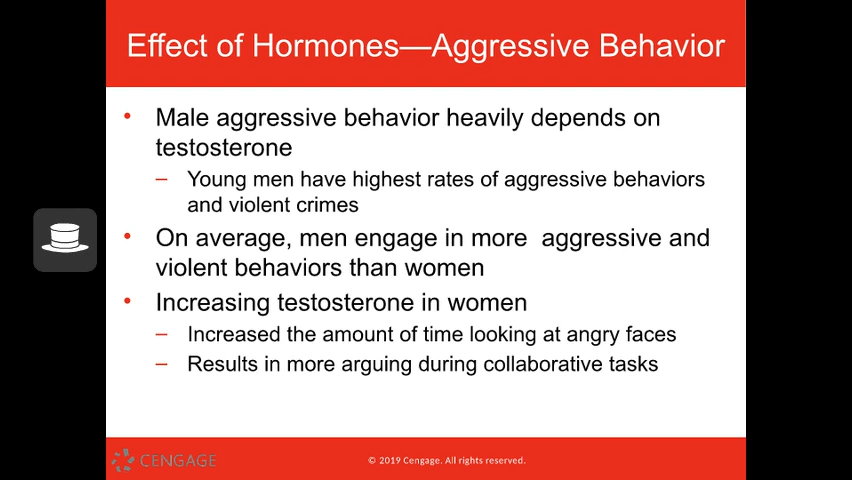 Effect of Hormones—Aggressive Behavior
• Male aggressive behavior heavily depends on
testosterone
– Young men have highest rates of aggressive behaviors
and violent crimes
• On average, men engage in more  aggressive and
violent behaviors than women
• Increasing testosterone in women
– Increased the amount of time looking at angry faces
– Results in more arguing during collaborative tasks
CENGAGE
© 2019 Cengage. All rights reserved.